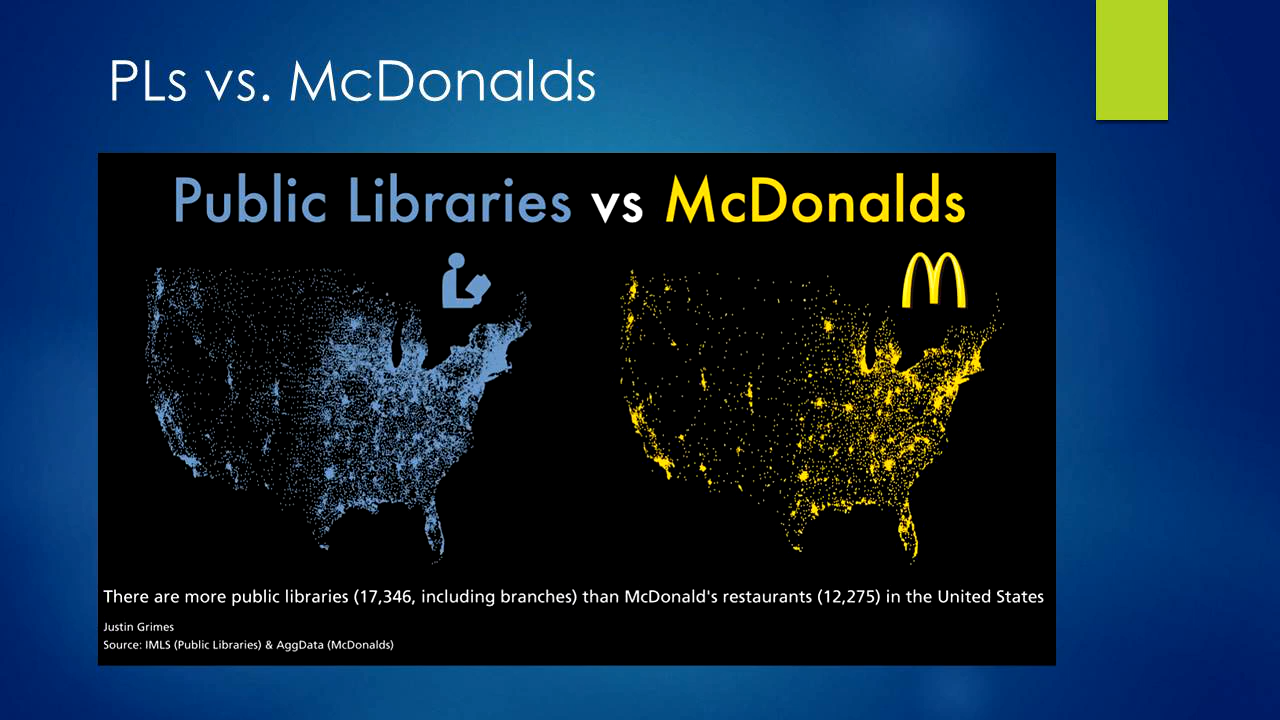 PLs vs. McDonalds
Public Libraries vs McDonalds
There are more public libraries (17,346, including branches) than McDonald's restaurants (12,275) in the United States
Justin Grimes
Source: IMLS (Public Libraries) & AggData (McDonalds)